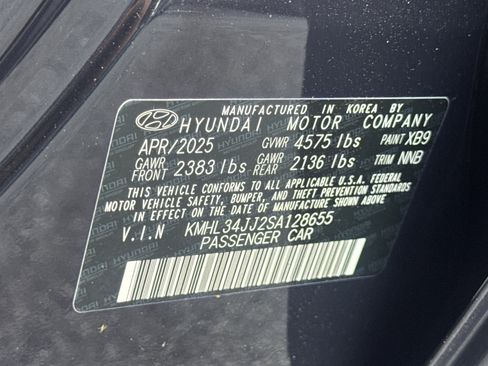 MANUFACTURED IN KOREA BY
HYUNDAI MOTOR COMPANY
APR/2025 GVWR 4575 lbs PAINT XB9
GAWR FRONT 2383 lbs GAWR REAR 2136 lbs TRIM NNB
THIS VEHICLE CONFORMS TO ALL APPLICABLE U.S.A. FEDERAL
MOTOR VEHICLE SAFETY, BUMPER, AND THEFT PREVENTION STANDARDS
IN EFFECT ON THE DATE OF MANUFACTURE SHOWN ABOVE.
V.I.N KMHL34JJ2SA128655
PASSENGER CAR